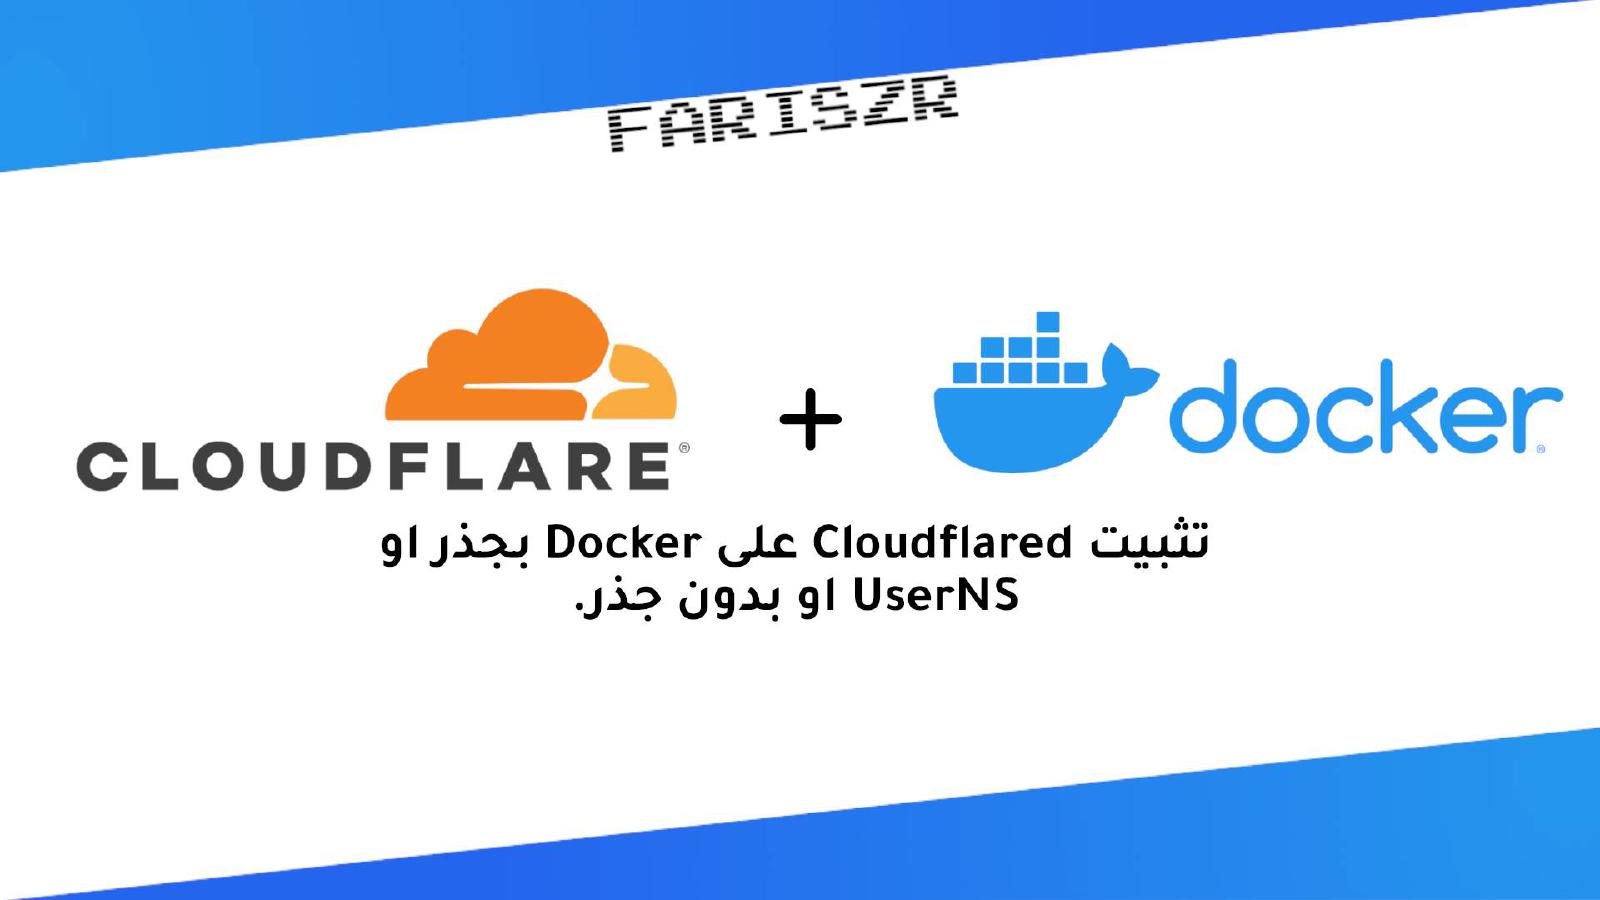 FARISZR
CLOUDFLARE®
+
docker®
تثبيت Cloudflared على Docker بجذر او
UserNS او بدون جذر.